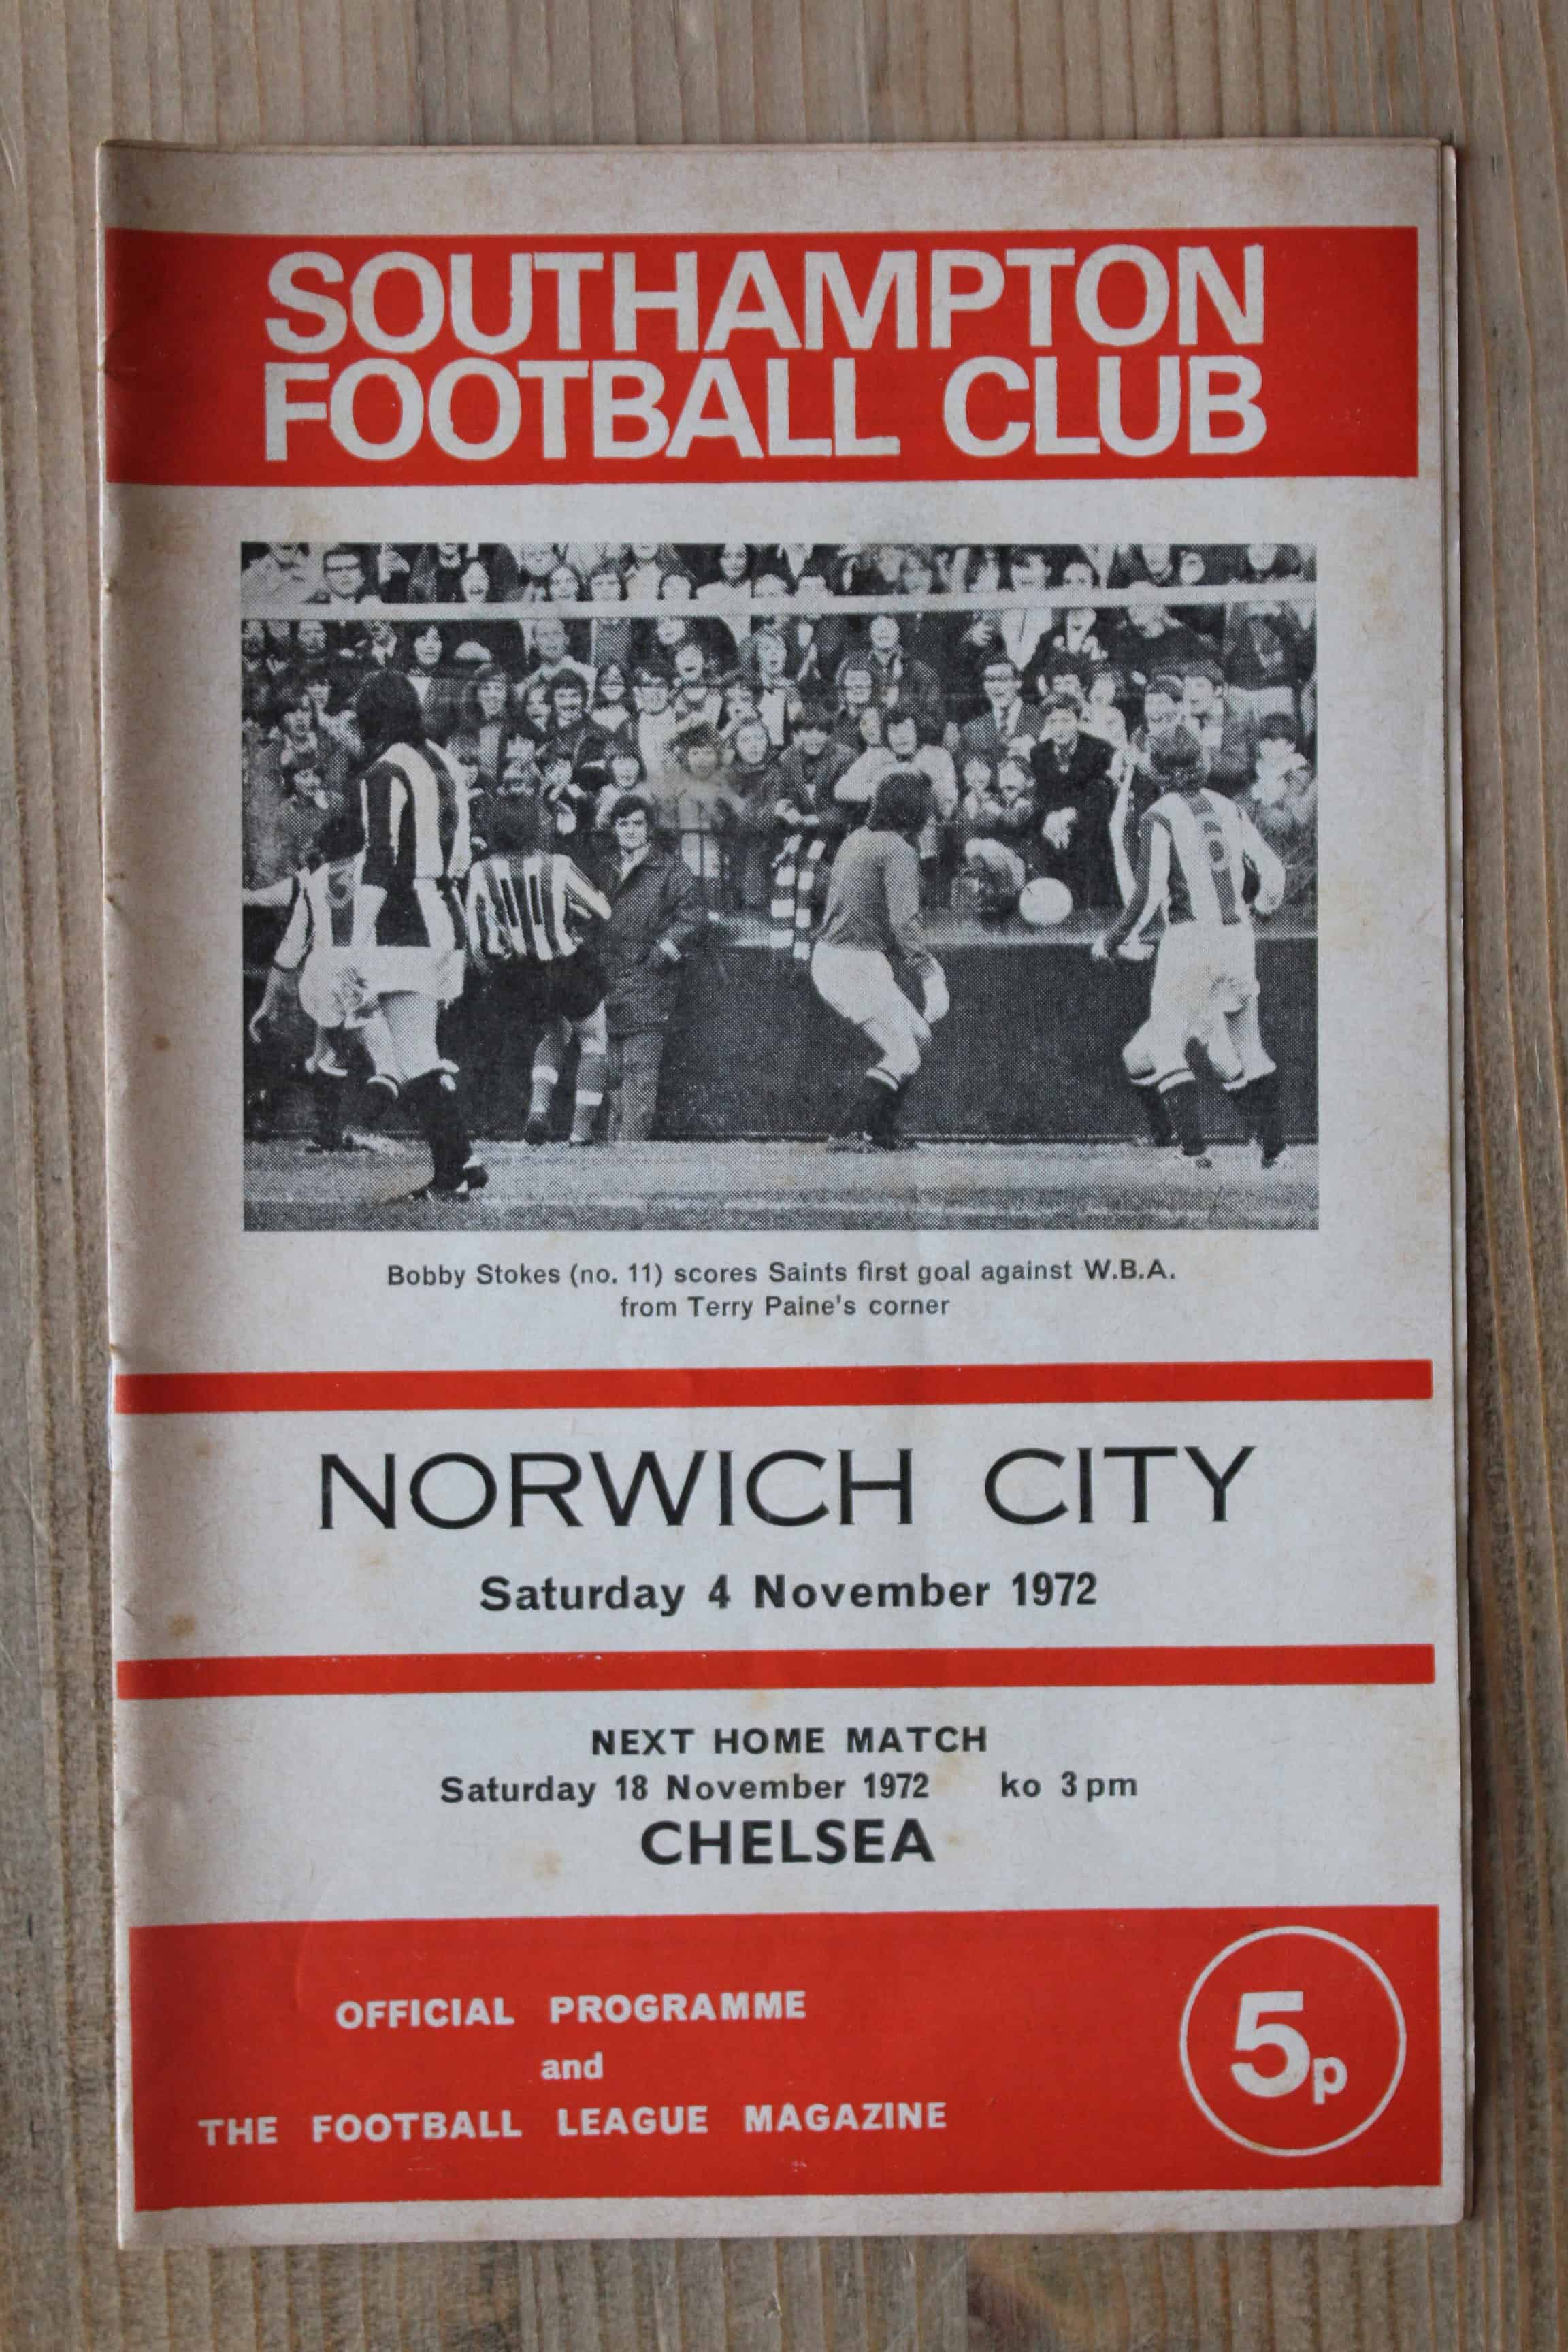 SOUTHAMPTON
FOOTBALL CLUB
Bobby Stokes (no. 11) scores Saints first goal against W.B.A.
from Terry Paine's corner
NORWICH CITY
Saturday 4 November 1972
NEXT HOME MATCH
Saturday 18 November 1972 ko 3pm
CHELSEA
OFFICIAL PROGRAMME
and
THE FOOTBALL LEAGUE MAGAZINE
5p